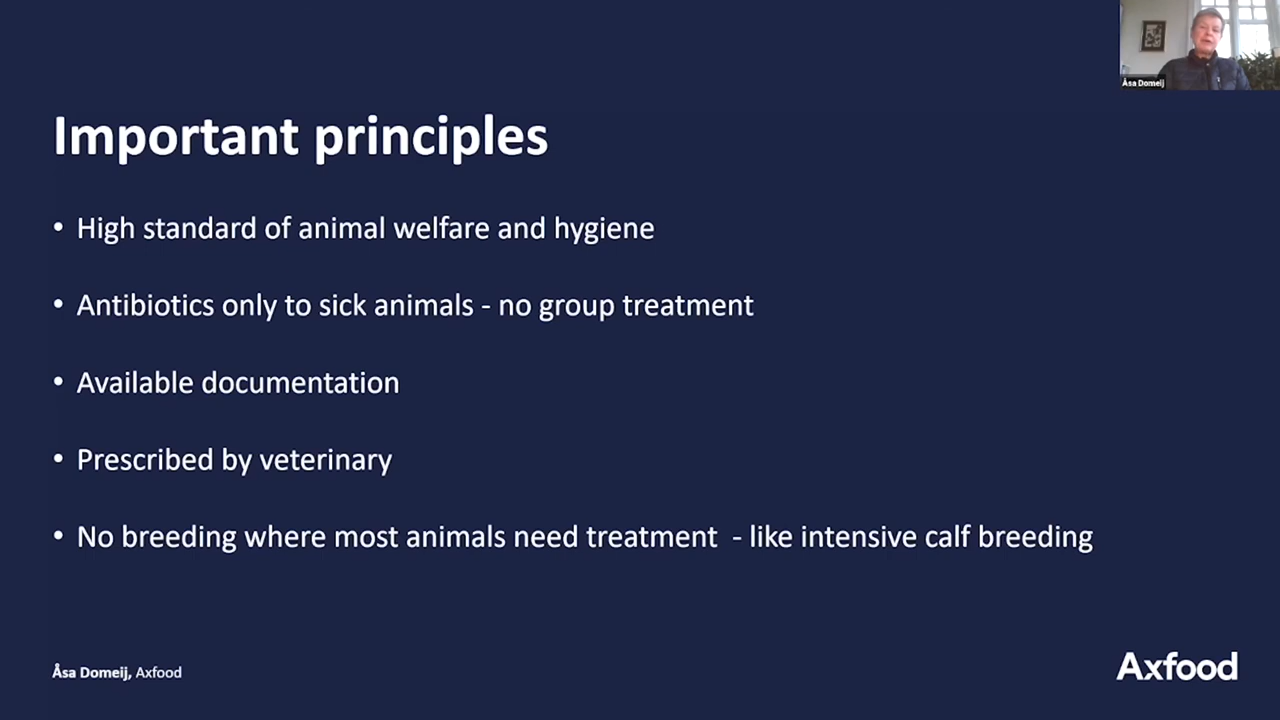 Åsa Domeij
Important principles
• High standard of animal welfare and hygiene
• Antibiotics only to sick animals - no group treatment
• Available documentation
• Prescribed by veterinary
• No breeding where most animals need treatment  - like intensive calf breeding
Åsa Domeij, Axfood
Axfood